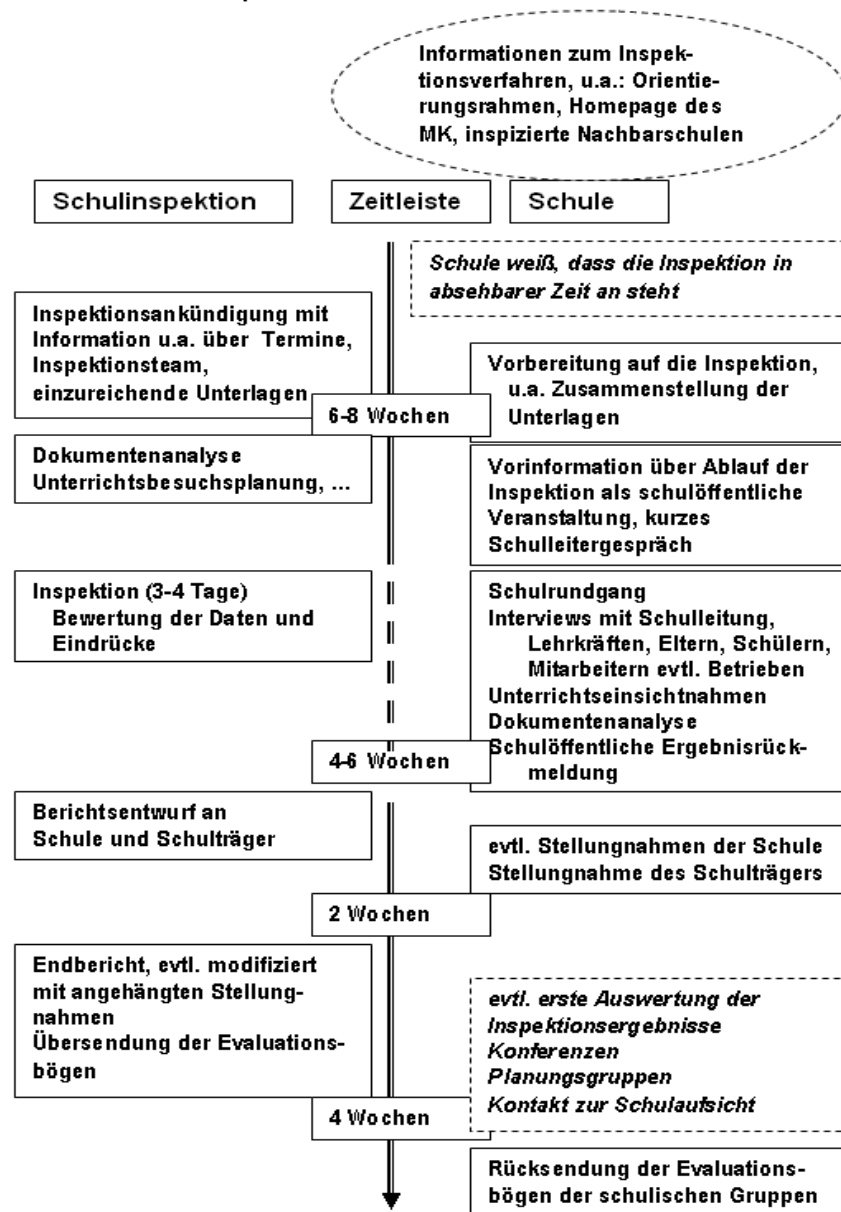 Informationen zum Inspek-
tionsverfahren, u.a.: Orientie-
rungsrahmen, Homepage des
MK, inspizierte Nachbarschulen
Schulinspektion
Zeitleiste
Schule
Schule weiß, dass die Inspektion in
absehbarer Zeit an steht
Inspektionsankündigung mit
Information u.a. über Termine,
Inspektionsteam,
einzureichende Unterlagen
Vorbereitung auf die Inspektion,
u.a. Zusammenstellung der
Unterlagen
6-8 Wochen
Dokumentenanalyse
Unterrichtsbesuchsplanung, ...
Vorinformation über Ablauf der
Inspektion als schulöffentliche
Veranstaltung, kurzes
Schulleitergespräch
Inspektion (3-4 Tage)
Bewertung der Daten und
Eindrücke
Schulrundgang
Interviews mit Schulleitung,
Lehrkräften, Eltern, Schülern,
Mitarbeitern evtl. Betrieben
Unterrichtseinsichtnahmen
Dokumentenanalyse
Schulöffentliche Ergebnisrück-
meldung
4-6 Wochen
Berichtsentwurf an
Schule und Schulträger
evtl. Stellungnahmen der Schule
Stellungnahme des Schulträgers
2 Wochen
Endbericht, evtl. modifiziert
mit angehängten Stellung-
nahmen
Übersendung der Evaluations-
bögen
evtl. erste Auswertung der
Inspektionsergebnisse
Konferenzen
Planungsgruppen
Kontakt zur Schulaufsicht
4 Wochen
Rücksendung der Evaluations-
bögen der schulischen Gruppen